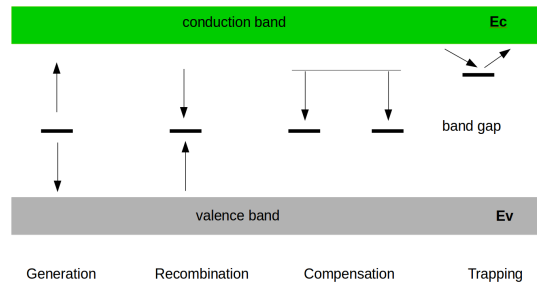 conduction band Ec
band gap
valence band Ev
Generation Recombination Compensation Trapping